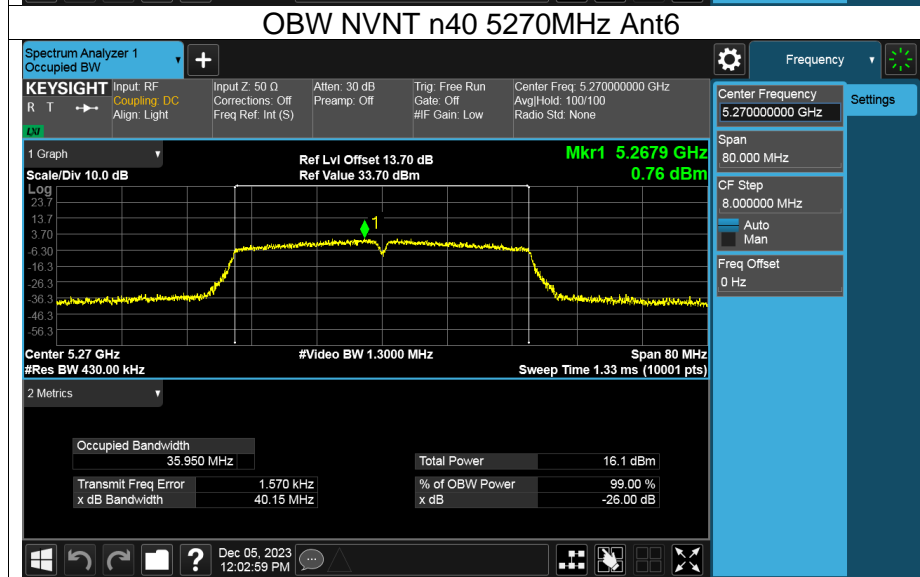 OBW NVNT n40 5270MHz Ant6
Spectrum Analyzer 1
Occupied BW
+
Frequency
KEYSIGHT
R T
LXI
Input: RF
Coupling: DC
Align: Light
Input Z: 50 Ω
Corrections: Off
Freq Ref: Int (S)
Atten: 30 dB
Preamp: Off
Trig: Free Run
Gate: Off
#IF Gain: Low
Center Freq: 5.270000000 GHz
Avg|Hold: 100/100
Radio Std: None
Center Frequency
5.270000000 GHz
Settings
Span
80.000 MHz
CF Step
8.000000 MHz
Auto
Man
Freq Offset
0 Hz
1 Graph
Scale/Div 10.0 dB
Ref Lvl Offset 13.70 dB
Ref Value 33.70 dBm
Mkr1 5.2679 GHz
0.76 dBm
Log
23.7
13.7
3.70
-6.30
-16.3
-26.3
-36.3
-46.3
-56.3
1
Center 5.27 GHz
#Res BW 430.00 kHz
#Video BW 1.3000 MHz
Span 80 MHz
Sweep Time 1.33 ms (10001 pts)
2 Metrics
Occupied Bandwidth
35.950 MHz
Total Power 16.1 dBm
Transmit Freq Error 1.570 kHz
% of OBW Power 99.00 %
x dB Bandwidth 40.15 MHz
x dB -26.00 dB
?
Dec 05, 2023
12:02:59 PM